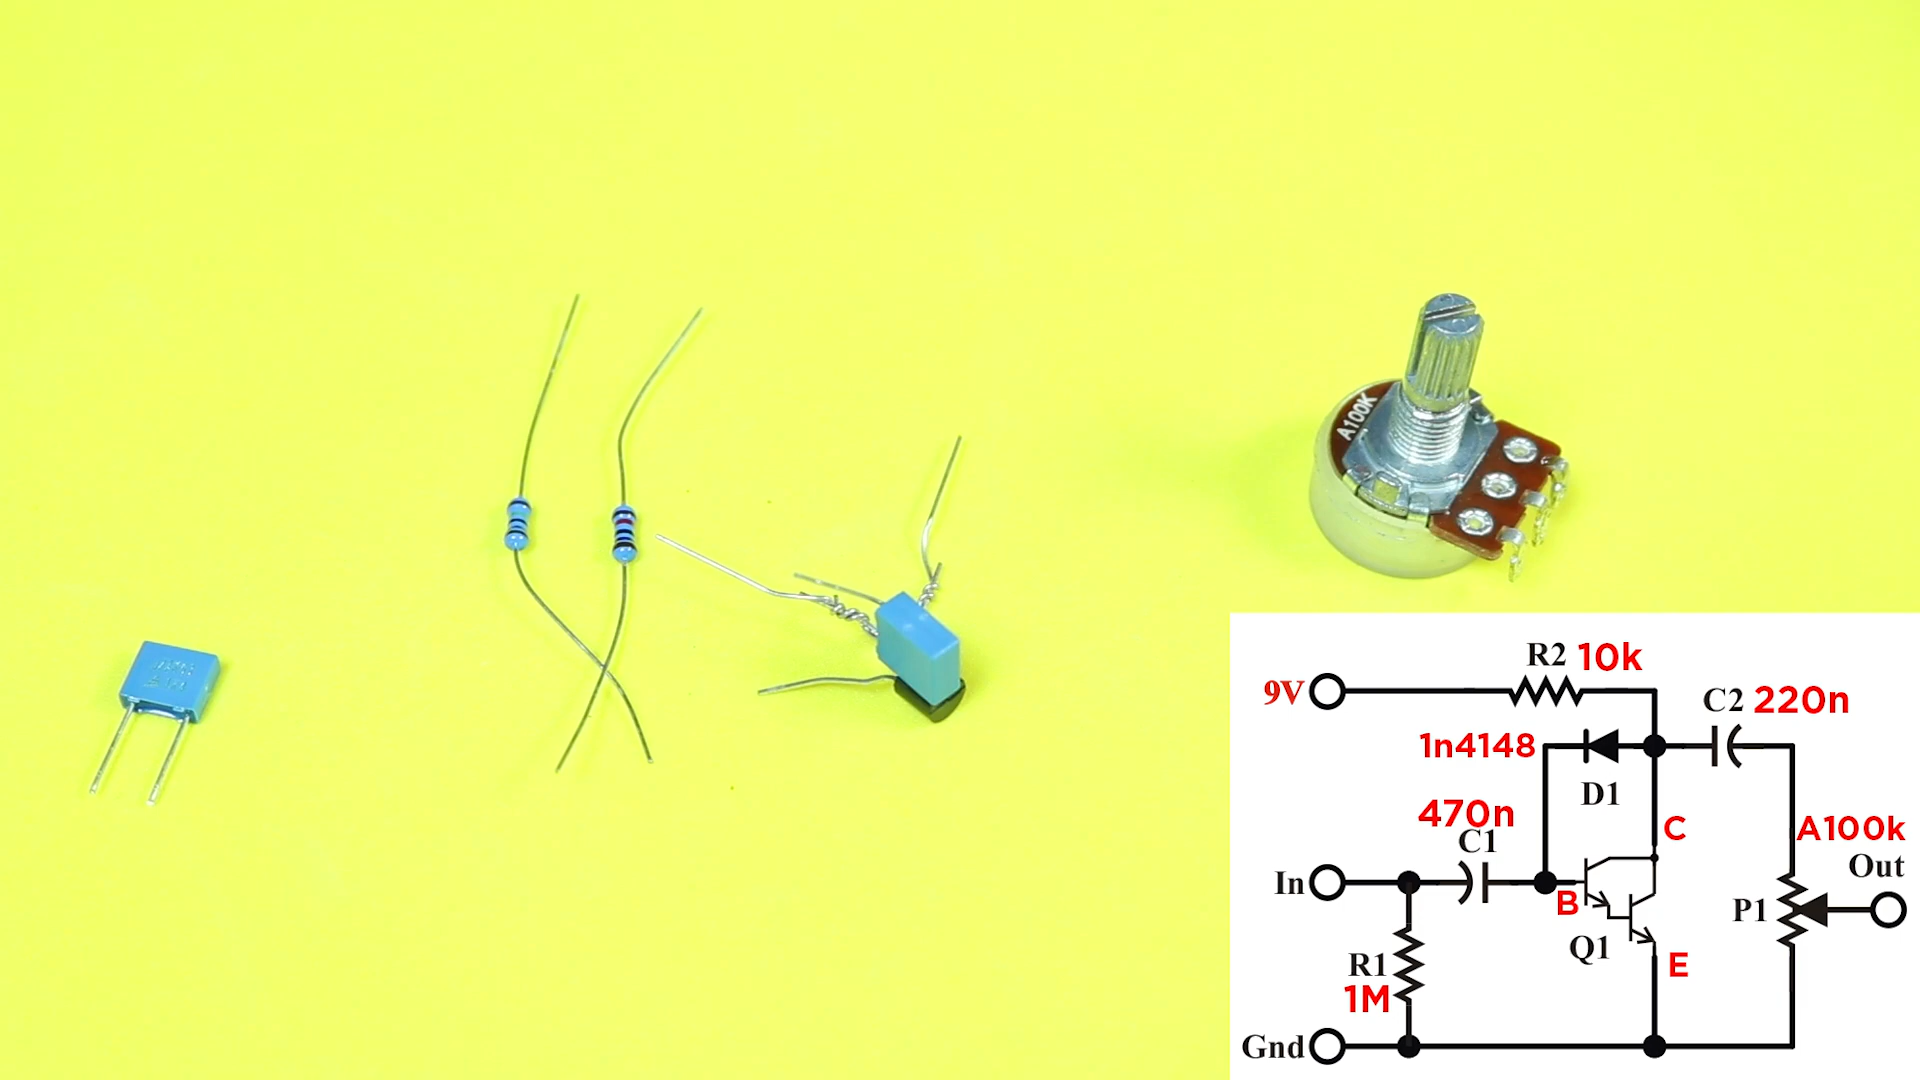 A100K
R2 10k
9V
C2 220n
1n4148
D1
470n
C1
C
A100k
Out
In
B
P1
Q1
R1
E
1M
Gnd